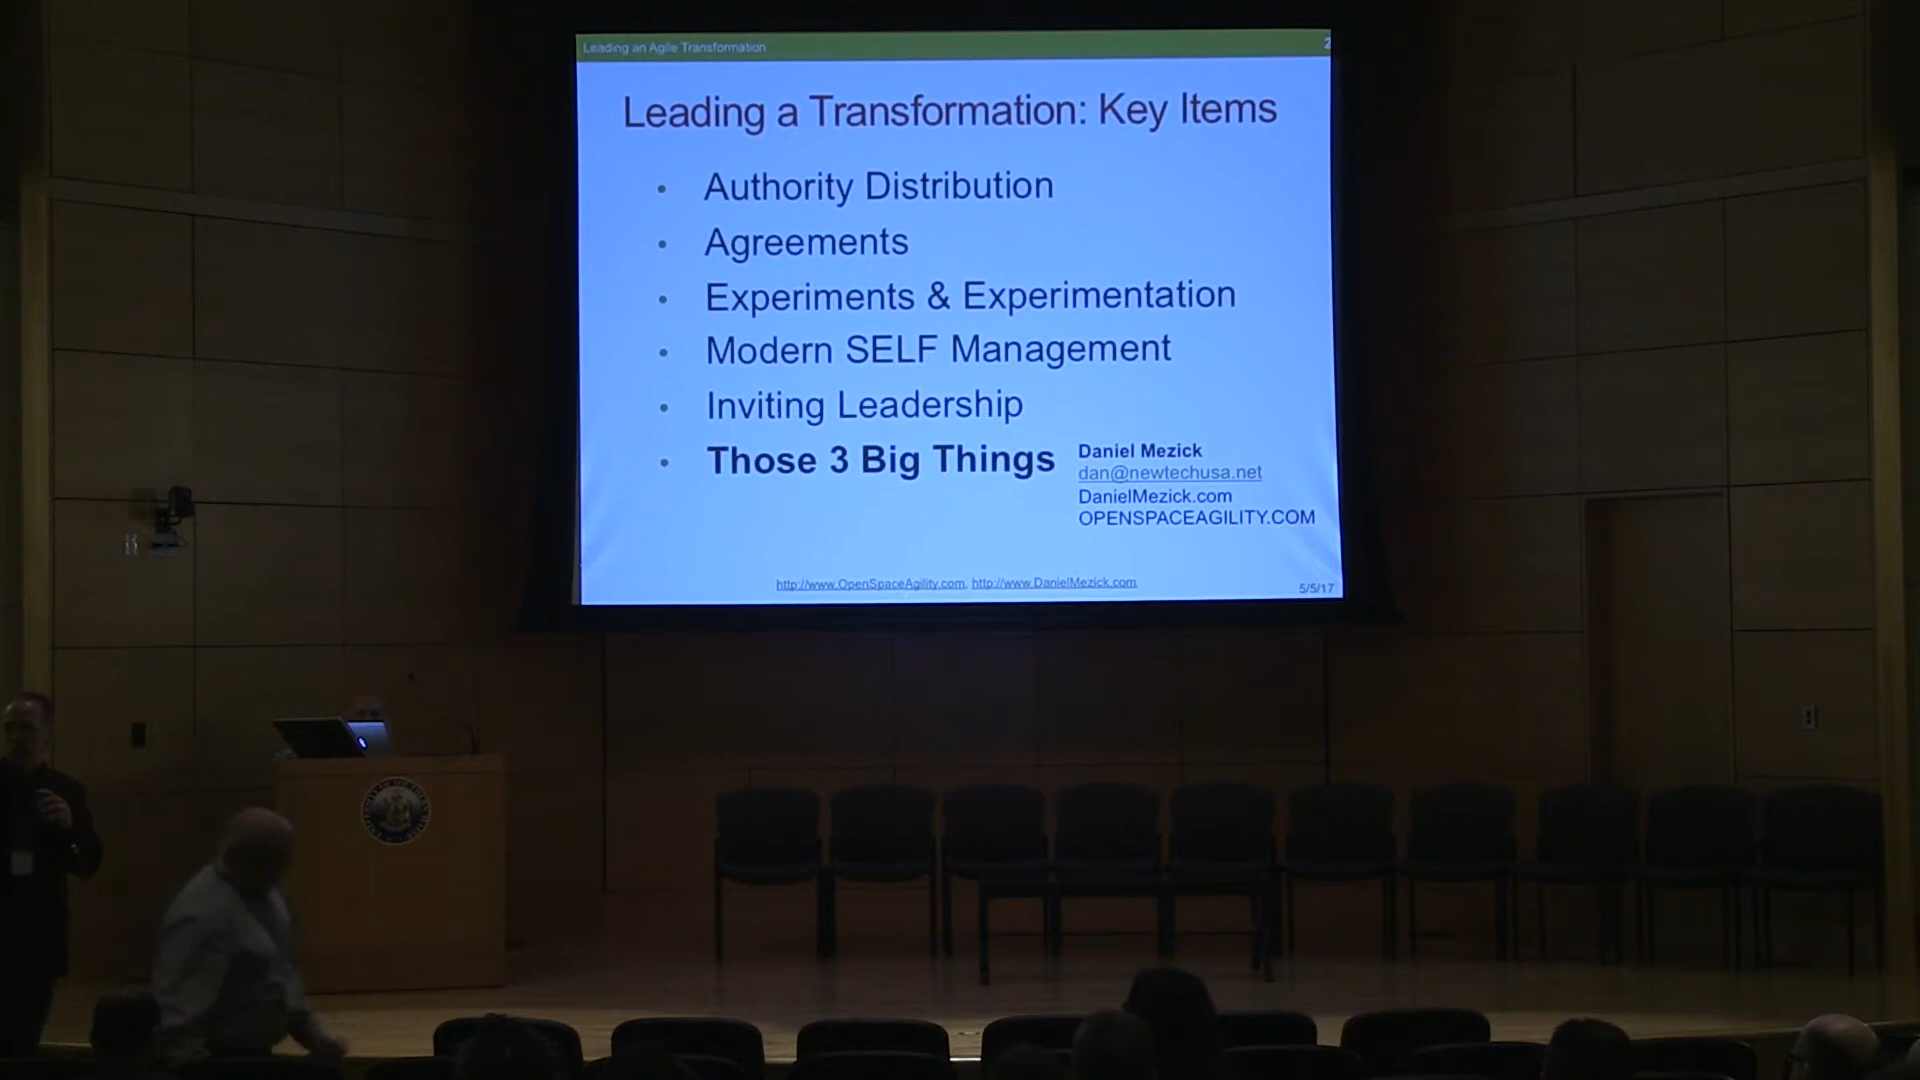 Leading an Agile Transformation
2
Leading a Transformation: Key Items
• Authority Distribution
• Agreements
• Experiments & Experimentation
• Modern SELF Management
• Inviting Leadership
• Those 3 Big Things
Daniel Mezick
dan@newtechusa.net
DanielMezick.com
OPENSPACEAGILITY.COM
http://www.OpenSpaceAgility.com, http://www.DanielMezick.com
5/5/17